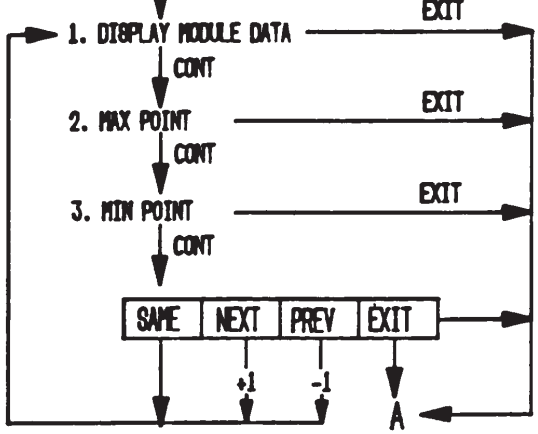 EXIT
1. DISPLAY MODULE DATA
CONT
EXIT
2. MAX POINT
CONT
EXIT
3. MIN POINT
CONT
SAME NEXT PREV EXIT
+1 -1
A